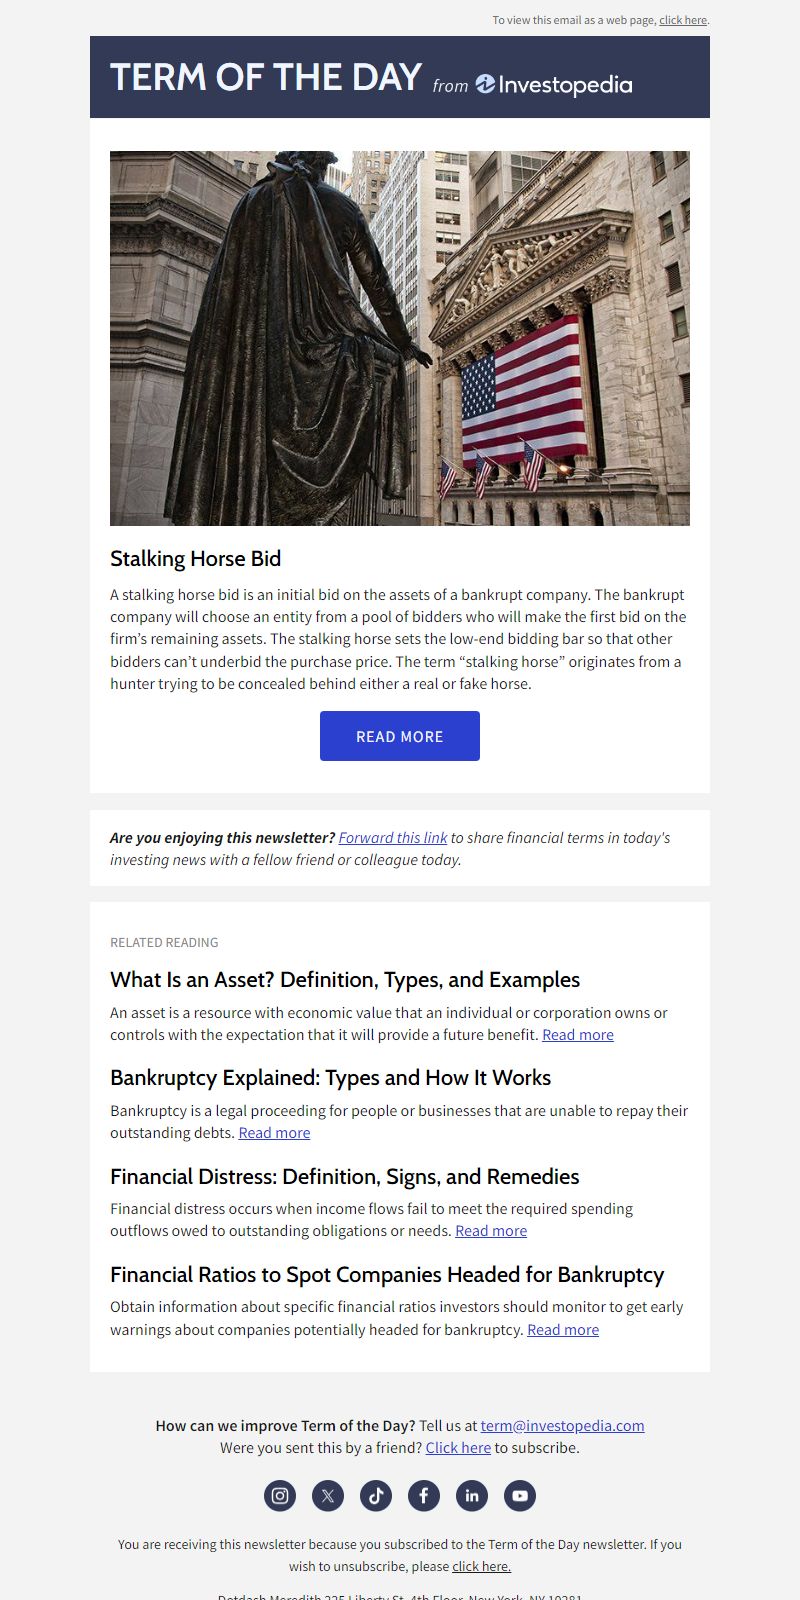 To view this email as a web page, click here.
TERM OF THE DAY from Investopedia
Stalking Horse Bid
A stalking horse bid is an initial bid on the assets of a bankrupt company. The bankrupt
company will choose an entity from a pool of bidders who will make the first bid on the
firm’s remaining assets. The stalking horse sets the low-end bidding bar so that other
bidders can’t underbid the purchase price. The term “stalking horse” originates from a
hunter trying to be concealed behind either a real or fake horse.
READ MORE
Are you enjoying this newsletter? Forward this link to share financial terms in today's
investing news with a fellow friend or colleague today.
RELATED READING
What Is an Asset? Definition, Types, and Examples
An asset is a resource with economic value that an individual or corporation owns or
controls with the expectation that it will provide a future benefit. Read more
Bankruptcy Explained: Types and How It Works
Bankruptcy is a legal proceeding for people or businesses that are unable to repay their
outstanding debts. Read more
Financial Distress: Definition, Signs, and Remedies
Financial distress occurs when income flows fail to meet the required spending
outflows owed to outstanding obligations or needs. Read more
Financial Ratios to Spot Companies Headed for Bankruptcy
Obtain information about specific financial ratios investors should monitor to get early
warnings about companies potentially headed for bankruptcy. Read more
How can we improve Term of the Day? Tell us at term@investopedia.com
Were you sent this by a friend? Click here to subscribe.
You are receiving this newsletter because you subscribed to the Term of the Day newsletter. If you
wish to unsubscribe, please click here.
Dotdash Meredith 225 Liberty St, 4th Floor, New York, NY 10281